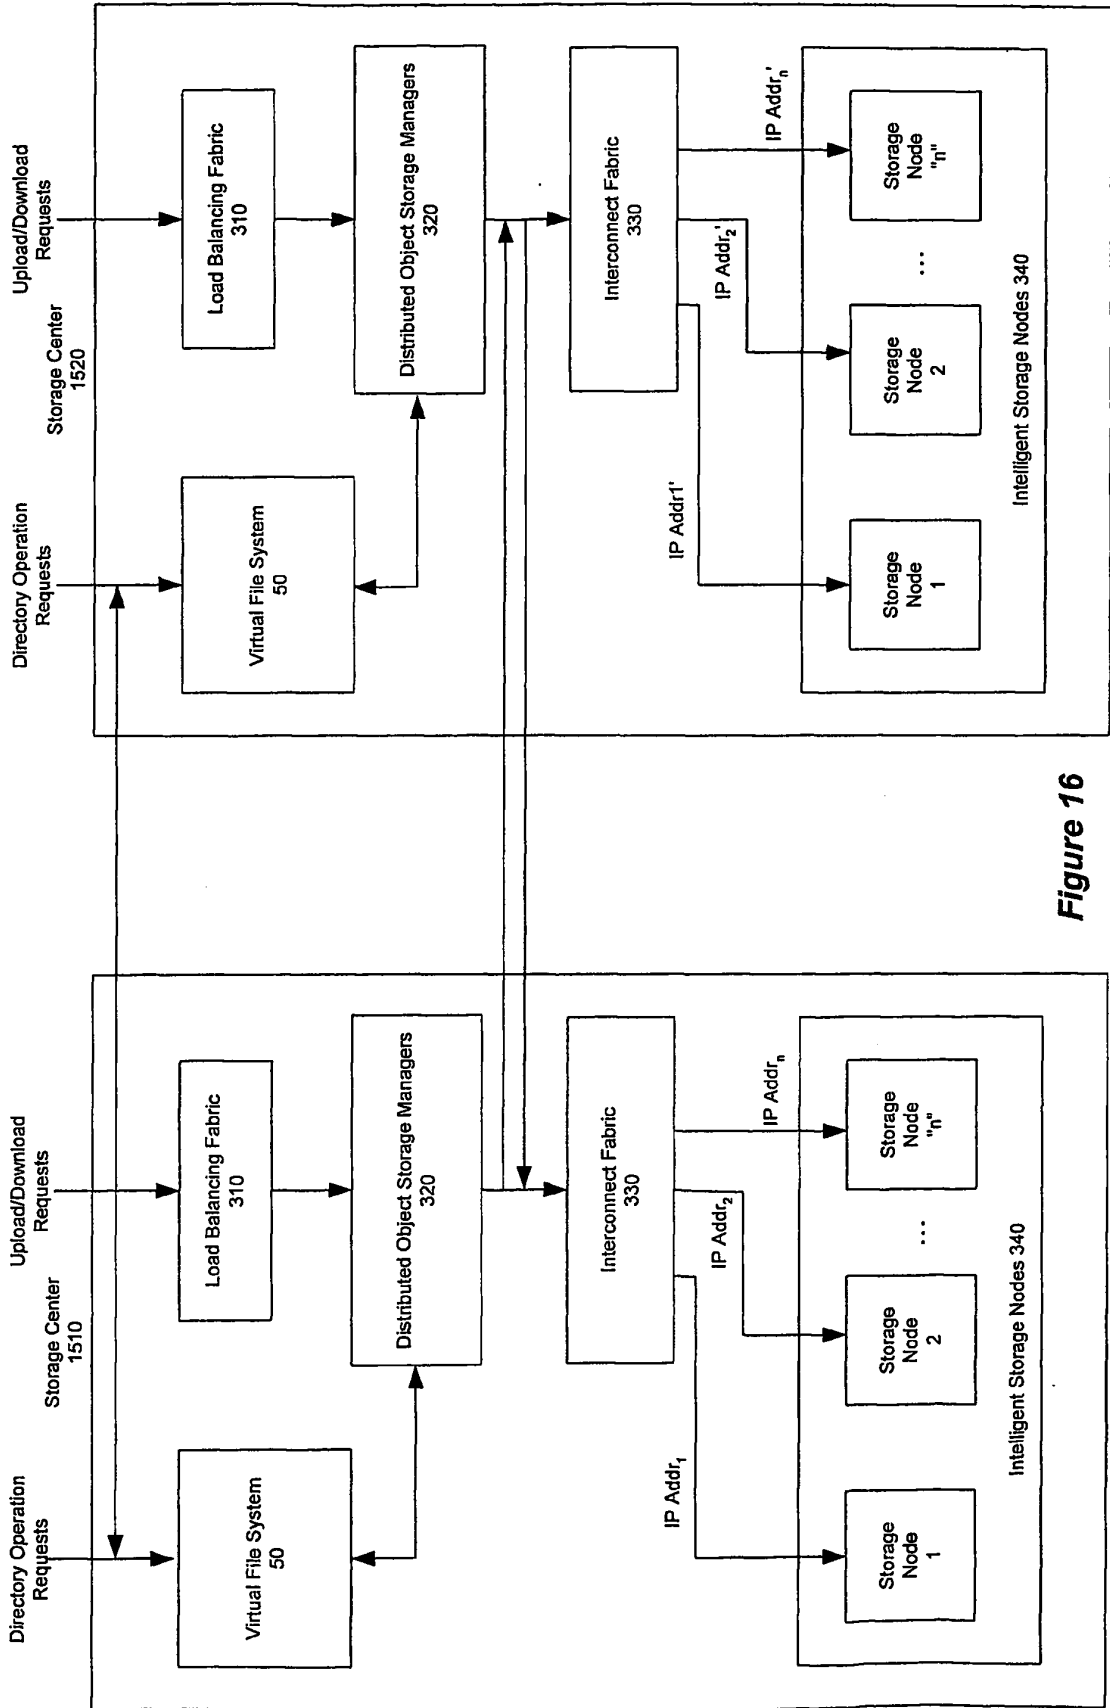 Directory Operation
Requests
Storage Center
1510
Upload/Download
Requests
Virtual File System
50
Load Balancing Fabric
310
Distributed Object Storage Managers
320
Interconnect Fabric
330
IP Addr₁
IP Addr₂
IP Addrₙ
Storage
Node
1
Storage
Node
2
...
Storage
Node
"n"
Intelligent Storage Nodes 340
Directory Operation
Requests
Storage Center
1520
Upload/Download
Requests
Virtual File System
50
Load Balancing Fabric
310
Distributed Object Storage Managers
320
Interconnect Fabric
330
IP Addr1'
IP Addr₂'
IP Addrₙ'
Storage
Node
1
Storage
Node
2
...
Storage
Node
"n"
Intelligent Storage Nodes 340
Figure 16